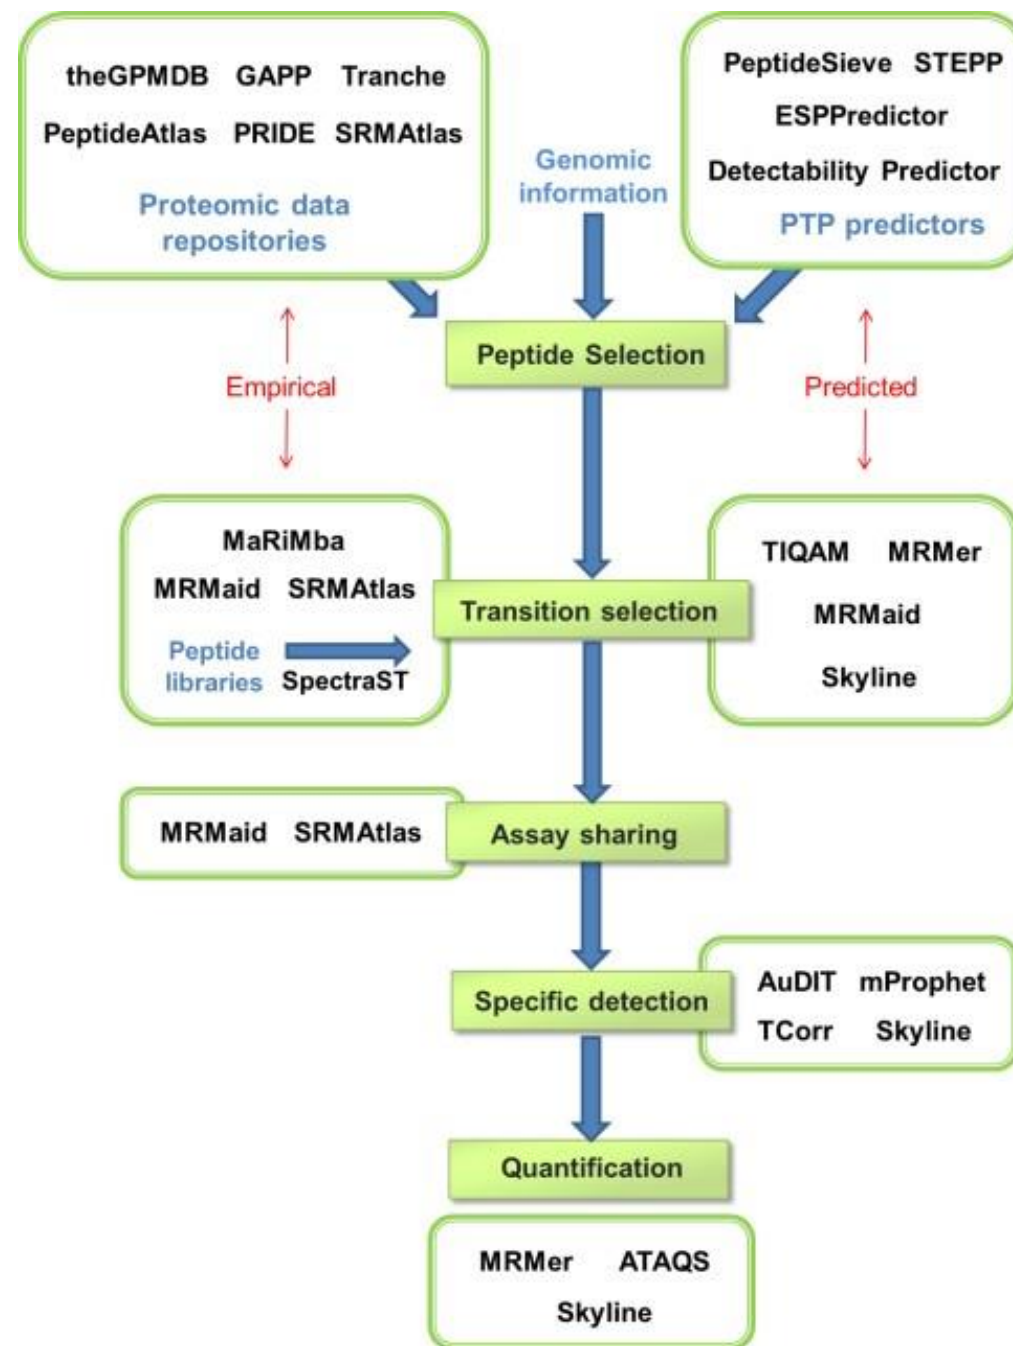 theGPMDB GAPP Tranche
PeptideAtlas PRIDE SRMAtlas
Proteomic data
repositories
Genomic
information
PeptideSieve STEPP
ESPPredictor
Detectability Predictor
PTP predictors
Peptide Selection
Empirical
Predicted
MaRiMba
MRMaid SRMAtlas
Peptide
libraries
SpectraST
Transition selection
TIQAM MRMer
MRMaid
Skyline
MRMaid SRMAtlas
Assay sharing
Specific detection
AuDIT mProphet
TCorr Skyline
Quantification
MRMer ATAQS
Skyline